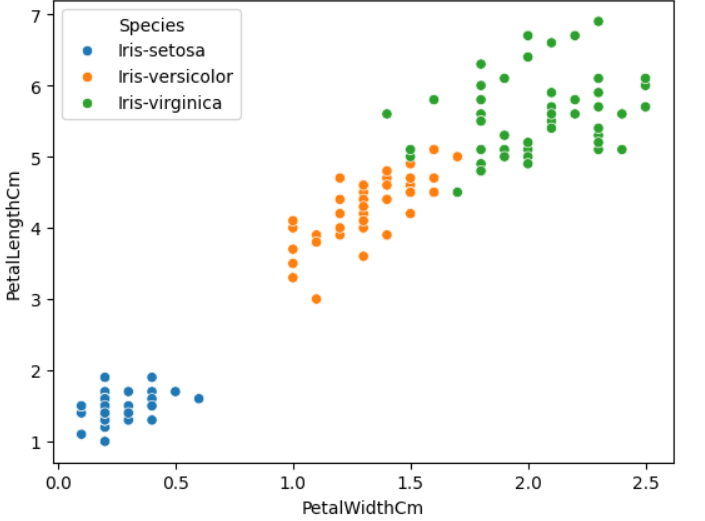 7
6
5
4
3
2
1
PetalLengthCm
Species
Iris-setosa
Iris-versicolor
Iris-virginica
0.0 0.5 1.0 1.5 2.0 2.5
PetalWidthCm